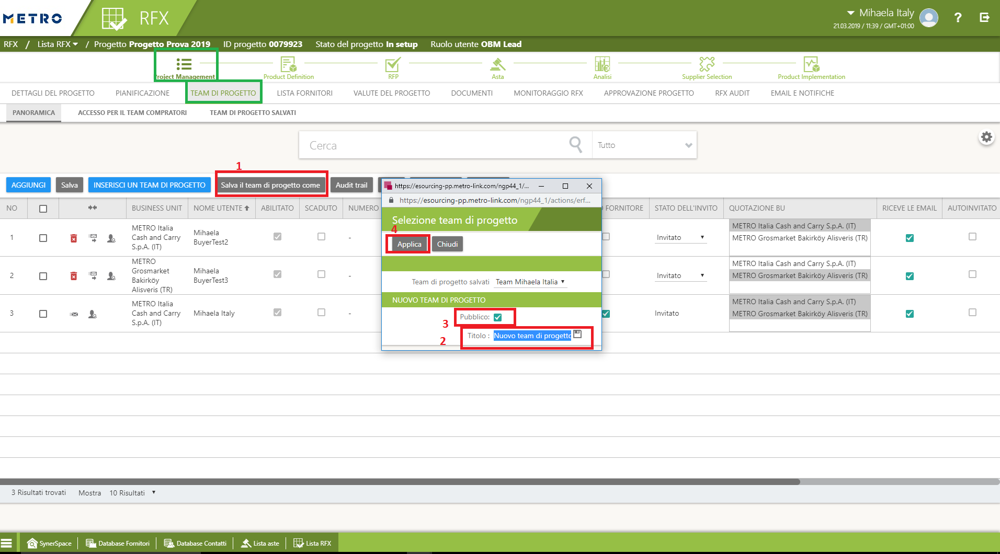 METRO
RFX
Mihaela Italy
21.03.2019 / 11:39 / GMT+01:00
?
RFX / Lista RFX / Progetto Progetto Prova 2019 ID progetto 0079923 Stato del progetto In setup Ruolo utente OBM Lead
roject Management
Product Definition
RFP
Asta
Analisi
Supplier Selection
Product Implementation
DETTAGLI DEL PROGETTO PIANIFICAZIONE TEAM DI PROGETTO LISTA FORNITORI VALUTE DEL PROGETTO DOCUMENTI MONITORAGGIO RFX APPROVAZIONE PROGETTO RFX AUDIT EMAIL E NOTIFICHE
PANORAMICA ACCESSO PER IL TEAM COMPRATORI TEAM DI PROGETTO SALVATI
Cerca
Tutto
1
AGGIUNGI Salva INSERISCI UN TEAM DI PROGETTO Salva il team di progetto come Audit trail
NO BUSINESS UNIT NOME UTENTE ABILITATO SCADUTO NUMERO FORNITORE STATO DELL'INVITO QUOTAZIONE BU RICEVE LE EMAIL AUTOINVITATO
1
METRO Italia
Cash and Carry
S.p.A. (IT)
Mihaela
BuyerTest2
-
Invitato
METRO Italia Cash and Carry S.p.A. (IT)
METRO Grosmarket Bakirköy Alisveris (TR)
2
METRO
Grosmarket
Bakirköy
Alisveris (TR)
Mihaela
BuyerTest3
-
Invitato
METRO Italia Cash and Carry S.p.A. (IT)
METRO Grosmarket Bakirköy Alisveris (TR)
3
METRO Italia
Cash and Carry
S.p.A. (IT)
Mihaela Italy
-
Invitato
METRO Italia Cash and Carry S.p.A. (IT)
METRO Grosmarket Bakirköy Alisveris (TR)
https://esourcing-pp.metro-link.com/ngp44_1/...
https://esourcing-pp.metro-link.com/ngp44_1/actions/erf...
Selezione team di progetto
4
Applica Chiudi
Team di progetto salvati Team Mihaela Italia
NUOVO TEAM DI PROGETTO
Pubblico:
3
Titolo : Nuovo team di progetto
2
3 Risultati trovati Mostra 10 Risultati
SynerSpace Database Fornitori Database Contatti Lista aste Lista RFX